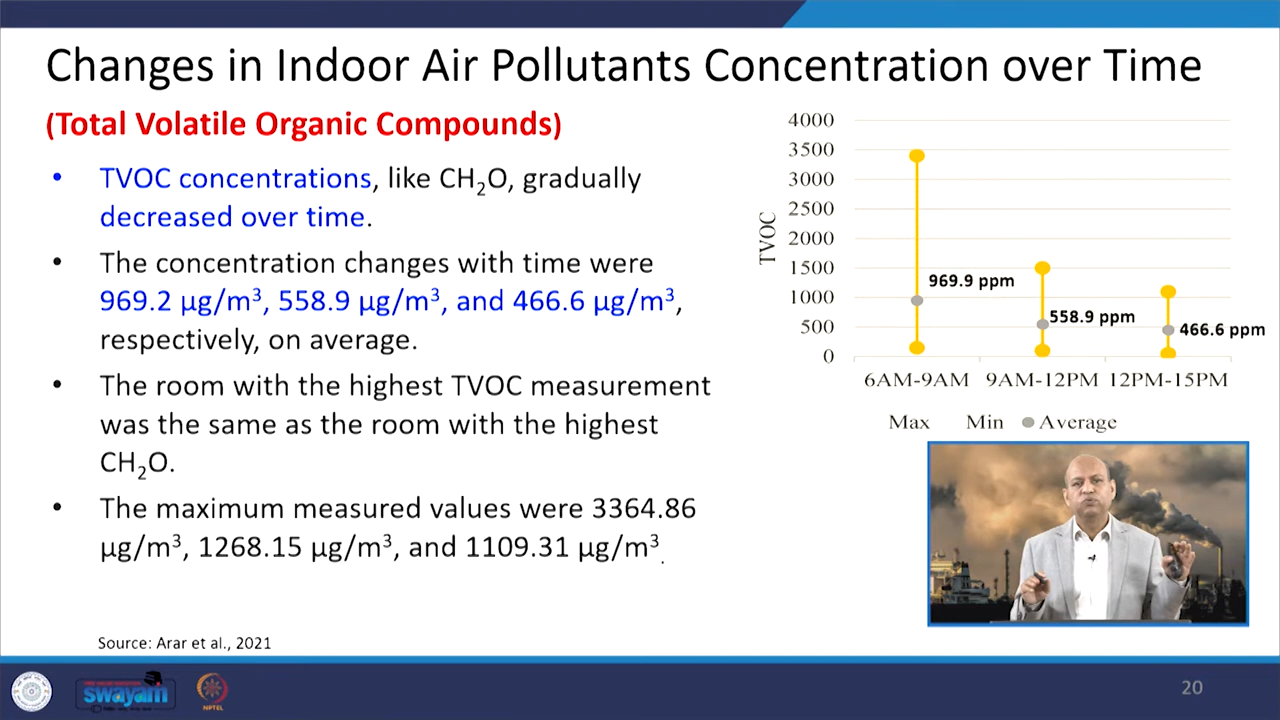 Changes in Indoor Air Pollutants Concentration over Time
(Total Volatile Organic Compounds)
• TVOC concentrations, like CH₂O, gradually
decreased over time.
• The concentration changes with time were
969.2 µg/m³, 558.9 µg/m³, and 466.6 µg/m³,
respectively, on average.
• The room with the highest TVOC measurement
was the same as the room with the highest
CH₂O.
• The maximum measured values were 3364.86
µg/m³, 1268.15 µg/m³, and 1109.31 µg/m³.
Source: Arar et al., 2021
TVOC
4000
3500
3000
2500
2000
1500
1000
500
0
969.9 ppm
558.9 ppm
466.6 ppm
6AM-9AM 9AM-12PM 12PM-15PM
Max Min Average
swayam
NPTEL
20